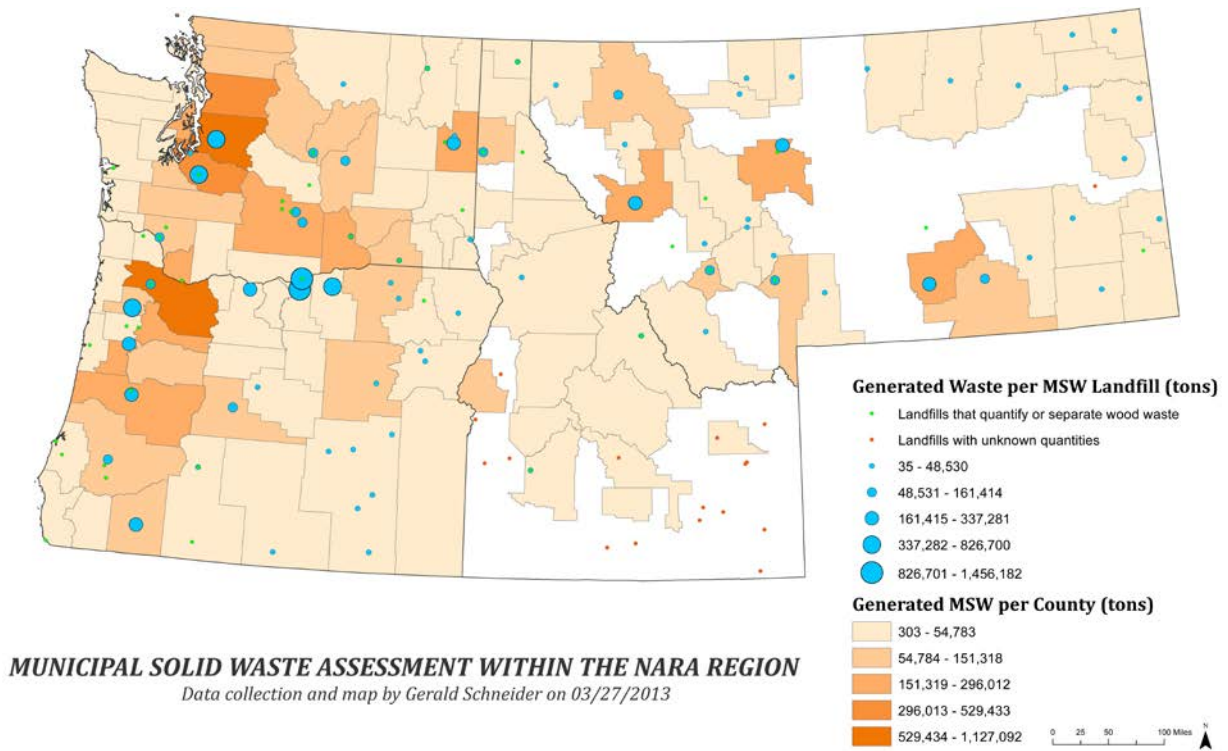 Generated Waste per MSW Landfill (tons)
Landfills that quantify or separate wood waste
Landfills with unknown quantities
35 - 48,530
48,531 - 161,414
161,415 - 337,281
337,282 - 826,700
826,701 - 1,456,182
Generated MSW per County (tons)
303 - 54,783
54,784 - 151,318
151,319 - 296,012
296,013 - 529,433
529,434 - 1,127,092
MUNICIPAL SOLID WASTE ASSESSMENT WITHIN THE NARA REGION
Data collection and map by Gerald Schneider on 03/27/2013
0 25 50 100 Miles
N